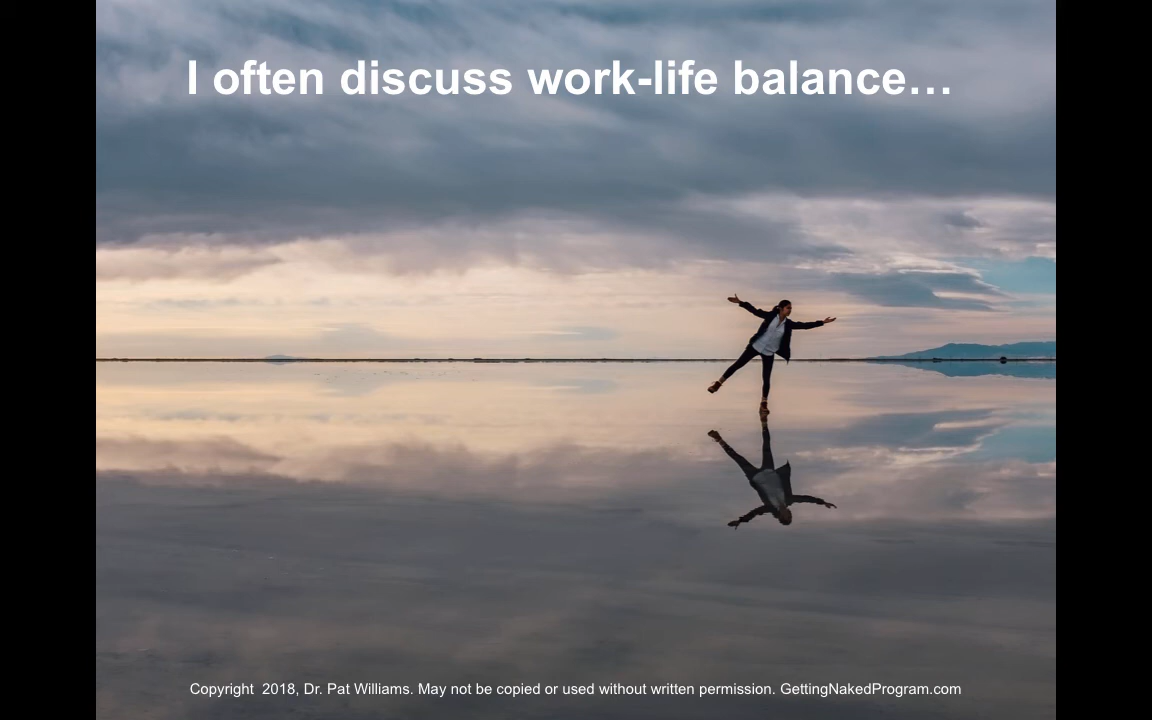 I often discuss work-life balance…
Copyright  2018, Dr. Pat Williams. May not be copied or used without written permission. GettingNakedProgram.com